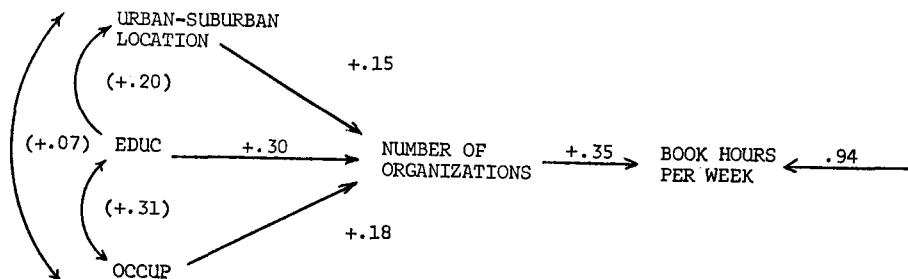 URBAN-SUBURBAN
LOCATION
+.15
(+.20)
(+.07)
EDUC
+.30
NUMBER OF
ORGANIZATIONS
+.35
BOOK HOURS
PER WEEK
.94
(+.31)
+.18
OCCUP